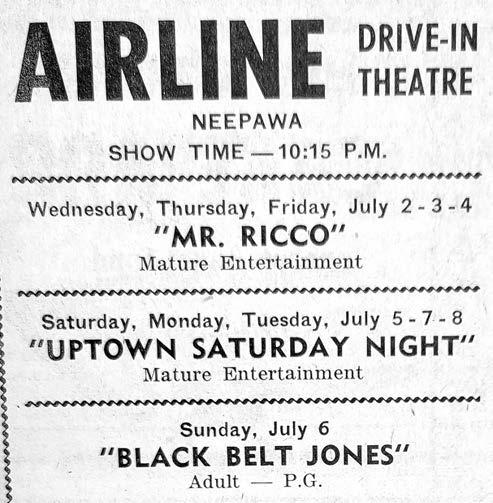 AIRLINE DRIVE-IN THEATRE
NEEPAWA
SHOW TIME — 10:15 P.M.
Wednesday, Thursday, Friday, July 2-3-4
"MR. RICCO"
Mature Entertainment
Saturday, Monday, Tuesday, July 5-7-8
"UPTOWN SATURDAY NIGHT"
Mature Entertainment
Sunday, July 6
"BLACK BELT JONES"
Adult — P.G.